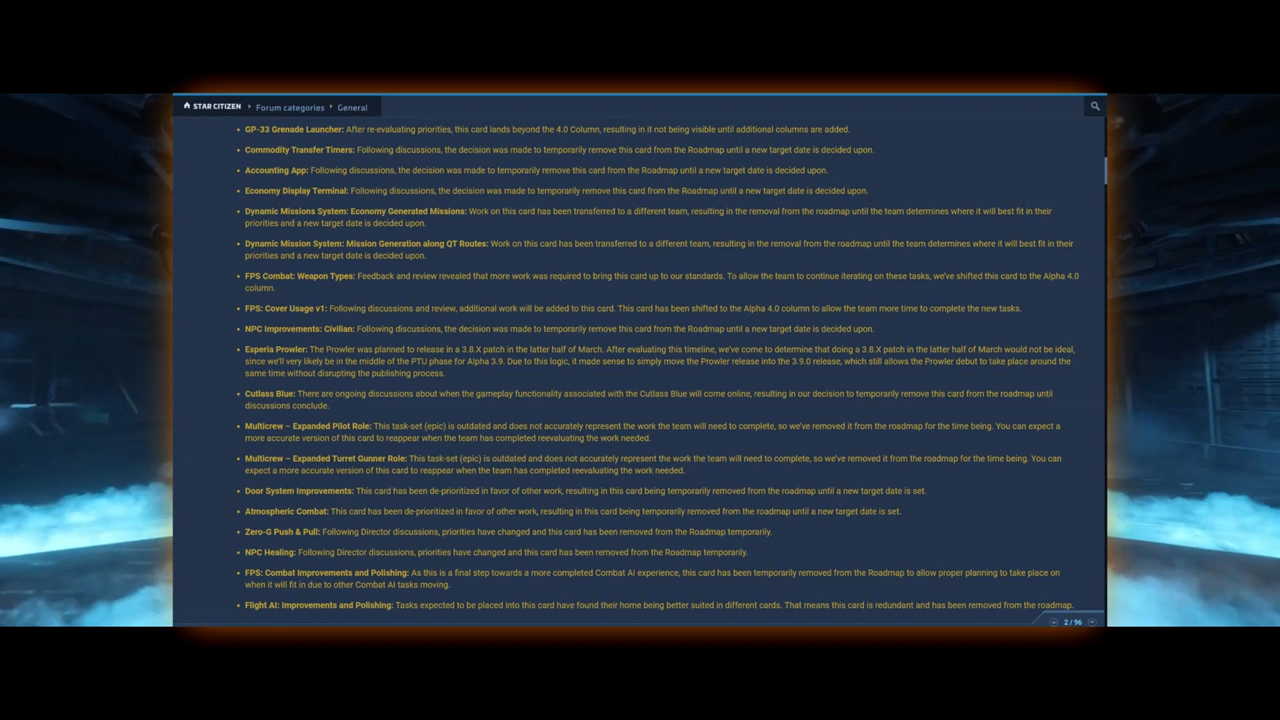 STAR CITIZEN › Forum categories › General
• GP-33 Grenade Launcher: After re-evaluating priorities, this card lands beyond the 4.0 Column, resulting in it not being visible until additional columns are added.
• Commodity Transfer Timers: Following discussions, the decision was made to temporarily remove this card from the Roadmap until a new target date is decided upon.
• Accounting App: Following discussions, the decision was made to temporarily remove this card from the Roadmap until a new target date is decided upon.
• Economy Display Terminal: Following discussions, the decision was made to temporarily remove this card from the Roadmap until a new target date is decided upon.
• Dynamic Missions System: Economy Generated Missions: Work on this card has been transferred to a different team, resulting in the removal from the roadmap until the team determines where it will best fit in their
priorities and a new target date is decided upon.
• Dynamic Mission System: Mission Generation along QT Routes: Work on this card has been transferred to a different team, resulting in the removal from the roadmap until the team determines where it will best fit in their
priorities and a new target date is decided upon.
• FPS Combat: Weapon Types: Feedback and review revealed that more work was required to bring this card up to our standards. To allow the team to continue iterating on these tasks, we've shifted this card to the Alpha 4.0
column.
• FPS: Cover Usage v1: Following discussions and review, additional work will be added to this card. This card has been shifted to the Alpha 4.0 column to allow the team more time to complete the new tasks.
• NPC Improvements: Civilian: Following discussions, the decision was made to temporarily remove this card from the Roadmap until a new target date is decided upon.
• Esperia Prowler: The Prowler was planned to release in a 3.8.X patch in the latter half of March. After evaluating this timeline, we've come to determine that doing a 3.8.X patch in the latter half of March would not be ideal,
since we'll very likely be in the middle of the PTU phase for Alpha 3.9. Due to this logic, it made sense to simply move the Prowler release into the 3.9.0 release, which still allows the Prowler debut to take place around the
same time without disrupting the publishing process.
• Cutlass Blue: There are ongoing discussions about when the gameplay functionality associated with the Cutlass Blue will come online, resulting in our decision to temporarily remove this card from the roadmap until
discussions conclude.
• Multicrew – Expanded Pilot Role: This task-set (epic) is outdated and does not accurately represent the work the team will need to complete, so we've removed it from the roadmap for the time being. You can expect a
more accurate version of this card to reappear when the team has completed reevaluating the work needed.
• Multicrew – Expanded Turret Gunner Role: This task-set (epic) is outdated and does not accurately represent the work the team will need to complete, so we've removed it from the roadmap for the time being. You can
expect a more accurate version of this card to reappear when the team has completed reevaluating the work needed.
• Door System Improvements: This card has been de-prioritized in favor of other work, resulting in this card being temporarily removed from the roadmap until a new target date is set.
• Atmospheric Combat: This card has been de-prioritized in favor of other work, resulting in this card being temporarily removed from the roadmap until a new target date is set.
• Zero-G Push & Pull: Following Director discussions, priorities have changed and this card has been removed from the Roadmap temporarily.
• NPC Healing: Following Director discussions, priorities have changed and this card has been removed from the Roadmap temporarily.
• FPS: Combat Improvements and Polishing: As this is a final step towards a more completed Combat AI experience, this card has been temporarily removed from the Roadmap to allow proper planning to take place on
when it will fit in due to other Combat AI tasks moving.
• Flight AI: Improvements and Polishing: Tasks expected to be placed into this card have found their home being better suited in different cards. That means this card is redundant and has been removed from the roadmap.
2 / 96